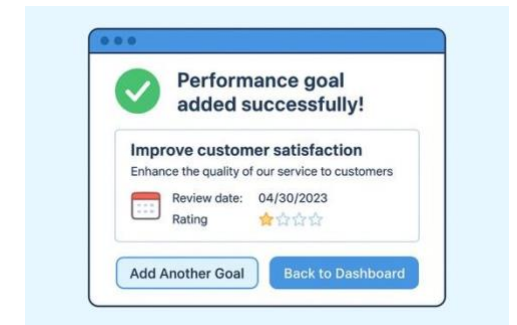 Performance goal
added successfully!
Improve customer satisfaction
Enhance the quality of our service to customers
Review date: 04/30/2023
Rating
Add Another Goal
Back to Dashboard